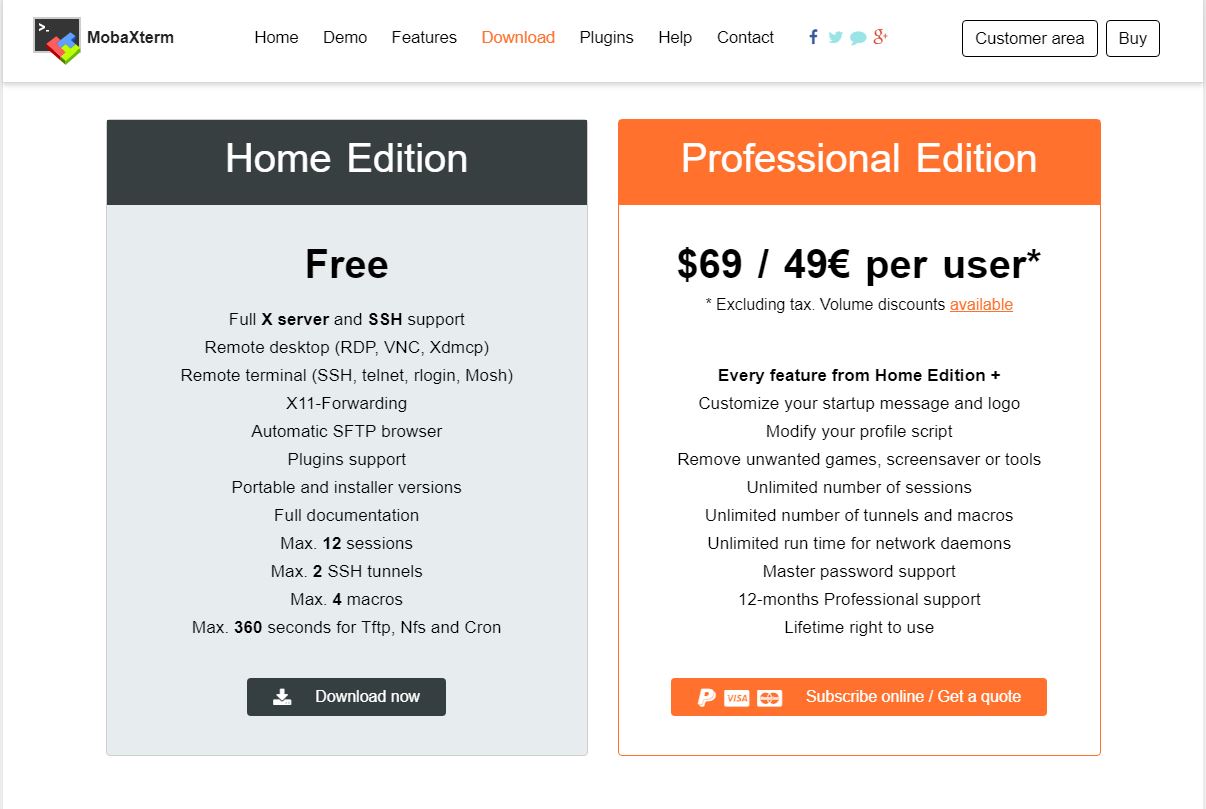 >_
MobaXterm
Home Demo Features Download Plugins Help Contact
Customer area Buy
Home Edition
Free
Full X server and SSH support
Remote desktop (RDP, VNC, Xdmcp)
Remote terminal (SSH, telnet, rlogin, Mosh)
X11-Forwarding
Automatic SFTP browser
Plugins support
Portable and installer versions
Full documentation
Max. 12 sessions
Max. 2 SSH tunnels
Max. 4 macros
Max. 360 seconds for Tftp, Nfs and Cron
Download now
Professional Edition
$69 / 49€ per user*
* Excluding tax. Volume discounts available
Every feature from Home Edition +
Customize your startup message and logo
Modify your profile script
Remove unwanted games, screensaver or tools
Unlimited number of sessions
Unlimited number of tunnels and macros
Unlimited run time for network daemons
Master password support
12-months Professional support
Lifetime right to use
VISA Subscribe online / Get a quote